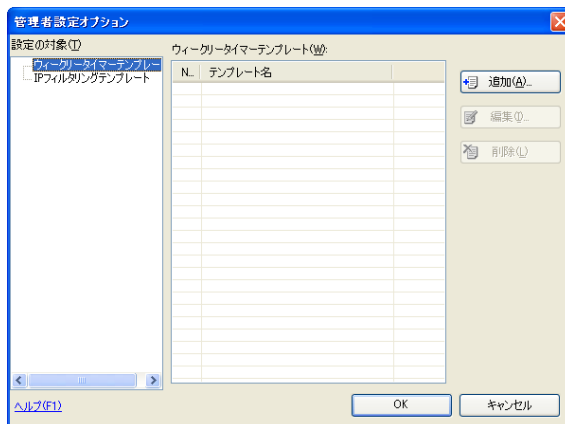 管理者設定オプション
設定の対象(T)
ウィークリータイマーテンプレー
IPフィルタリングテンプレート
ウィークリータイマーテンプレート(W):
N... テンプレート名
追加(A)...
編集(I)...
削除(L)
ヘルプ(F1)
OK
キャンセル